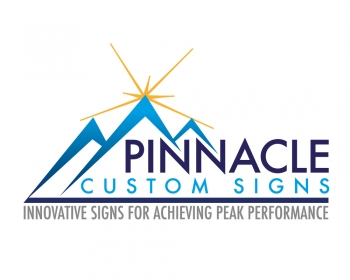 PINNACLE
CUSTOM SIGNS
INNOVATIVE SIGNS FOR ACHIEVING PEAK PERFORMANCE